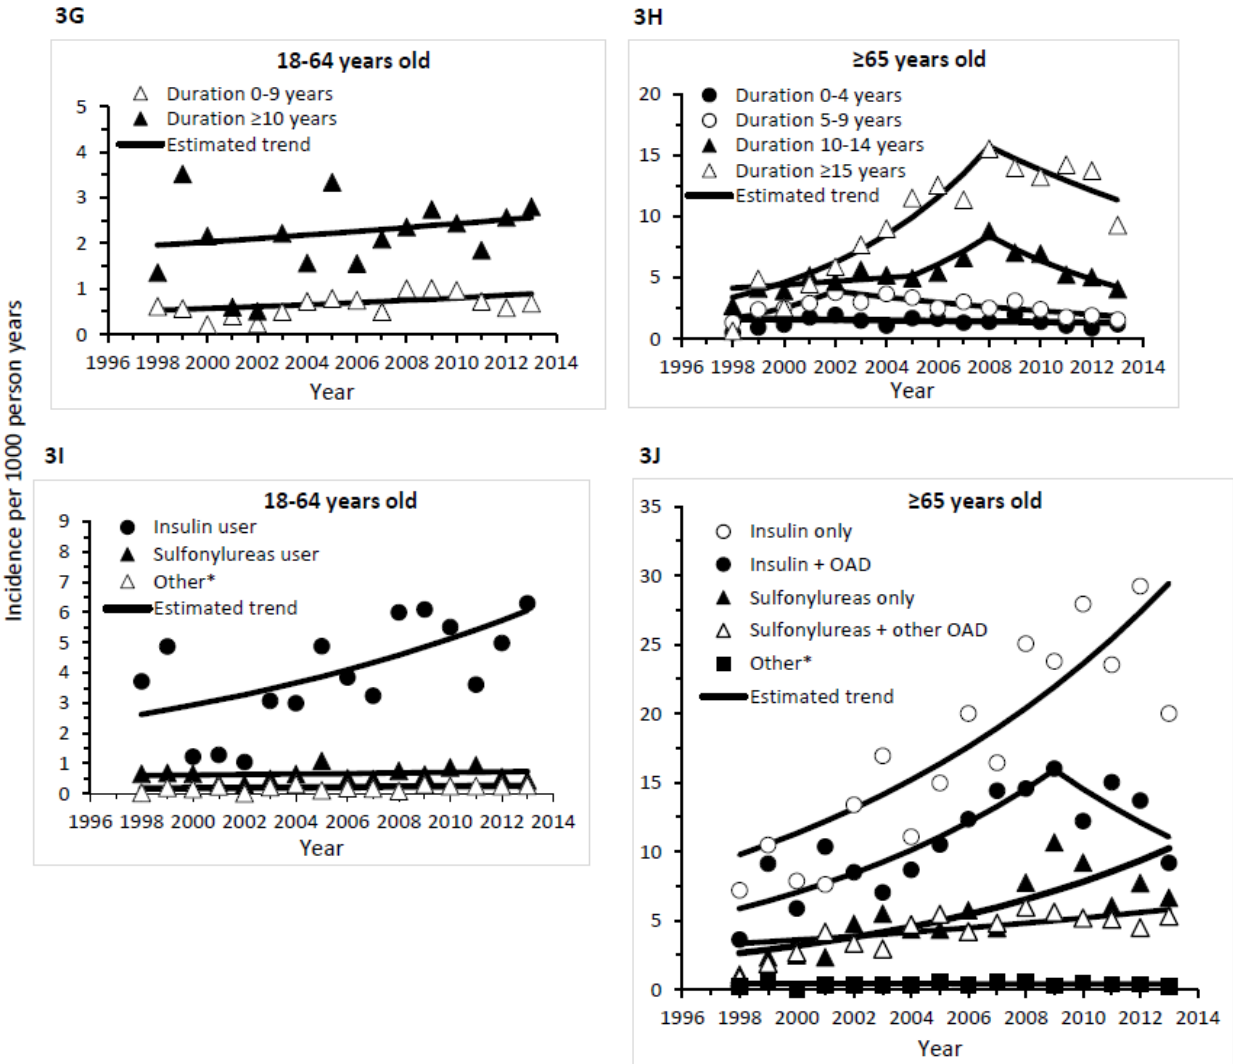 3G
18-64 years old
Duration 0-9 years
Duration ≥10 years
Estimated trend
5
4
3
2
1
0
1996 1998 2000 2002 2004 2006 2008 2010 2012 2014
Year
3H
≥65 years old
Duration 0-4 years
Duration 5-9 years
Duration 10-14 years
Duration ≥15 years
Estimated trend
20
15
10
5
0
1996 1998 2000 2002 2004 2006 2008 2010 2012 2014
Year
Incidence per 1000 person years
3I
18-64 years old
Insulin user
Sulfonylureas user
Other*
Estimated trend
9
8
7
6
5
4
3
2
1
0
1996 1998 2000 2002 2004 2006 2008 2010 2012 2014
Year
3J
≥65 years old
Insulin only
Insulin + OAD
Sulfonylureas only
Sulfonylureas + other OAD
Other*
Estimated trend
35
30
25
20
15
10
5
0
1996 1998 2000 2002 2004 2006 2008 2010 2012 2014
Year